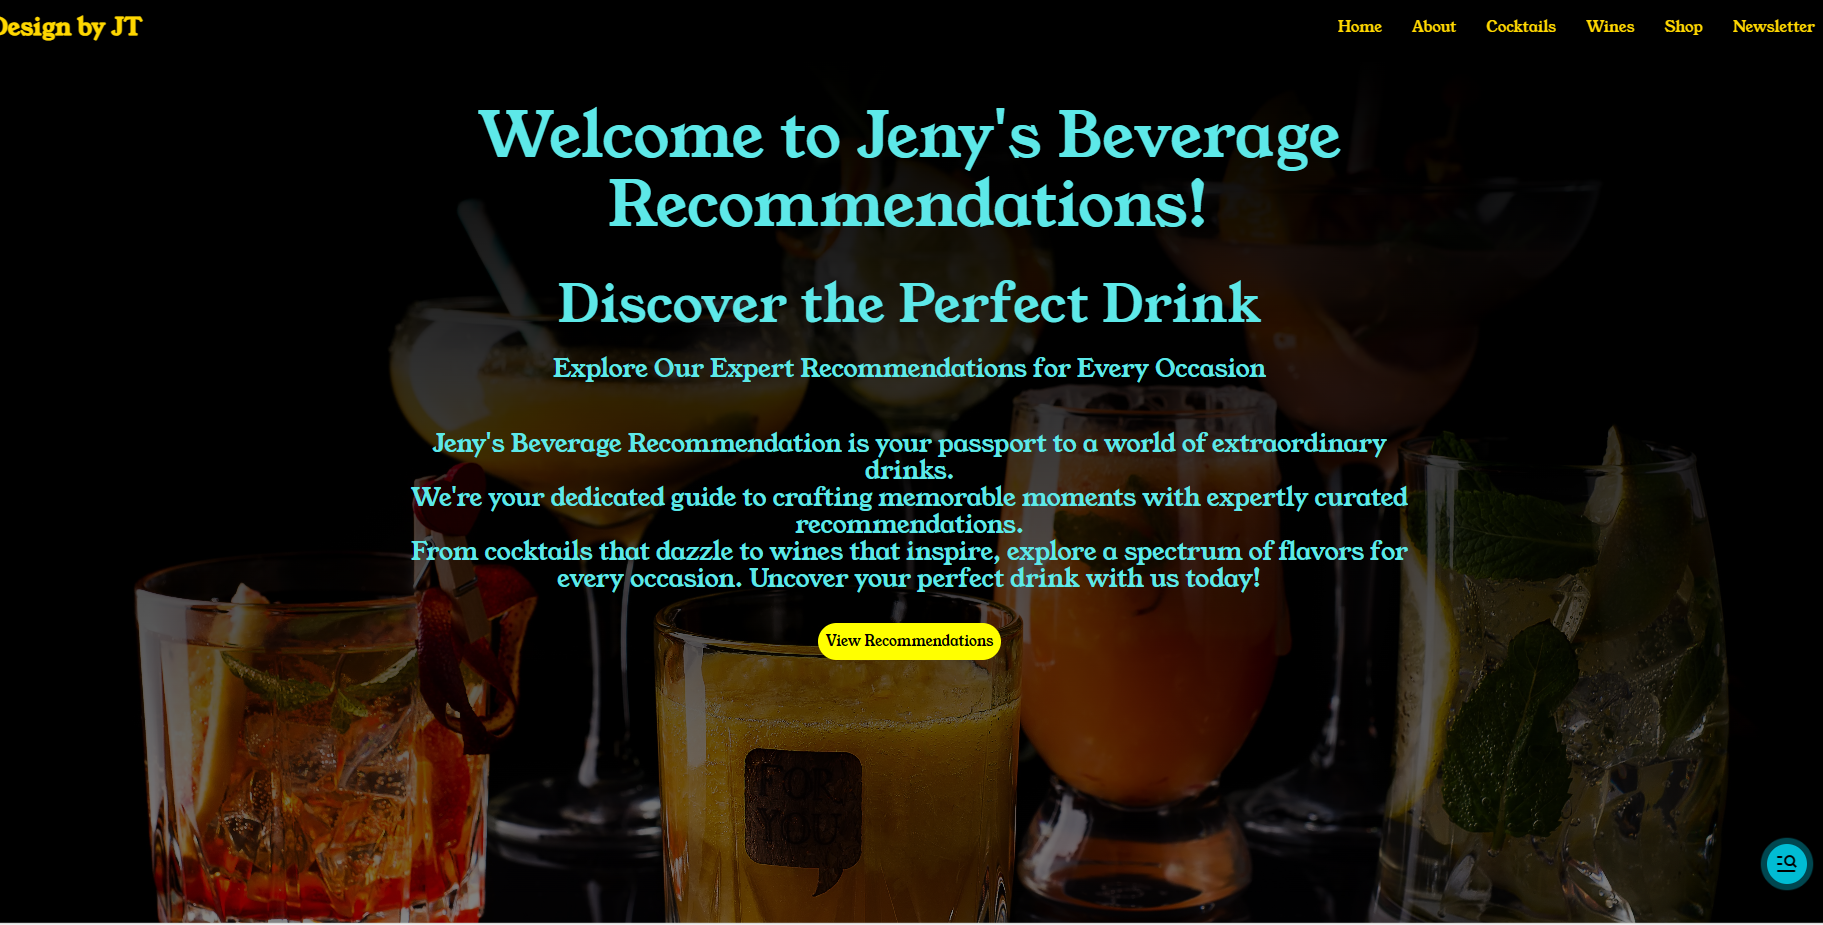 Design by JT
Home About Cocktails Wines Shop Newsletter
Welcome to Jeny's Beverage
Recommendations!
Discover the Perfect Drink
Explore Our Expert Recommendations for Every Occasion
Jeny's Beverage Recommendation is your passport to a world of extraordinary
drinks.
We're your dedicated guide to crafting memorable moments with expertly curated
recommendations.
From cocktails that dazzle to wines that inspire, explore a spectrum of flavors for
every occasion. Uncover your perfect drink with us today!
View Recommendations
FOR
YOU